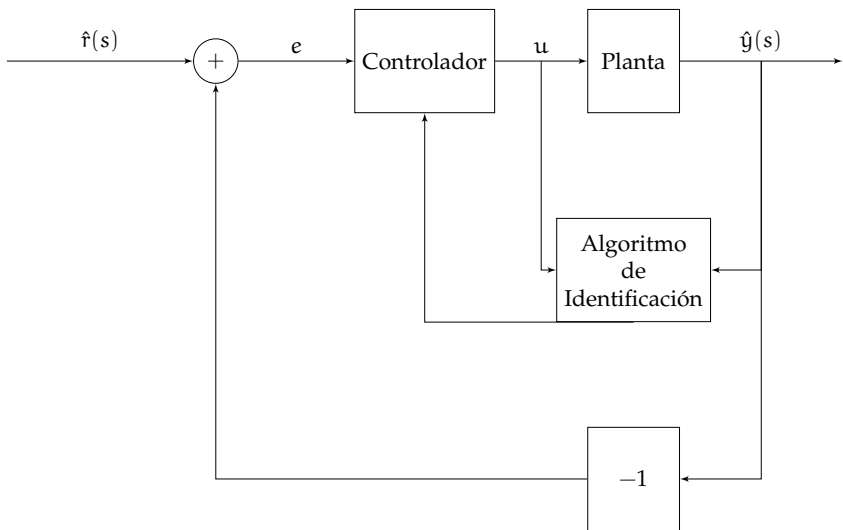 r̂(s)
+
e
Controlador
u
Planta
ŷ(s)
Algoritmo
de
Identificación
−1